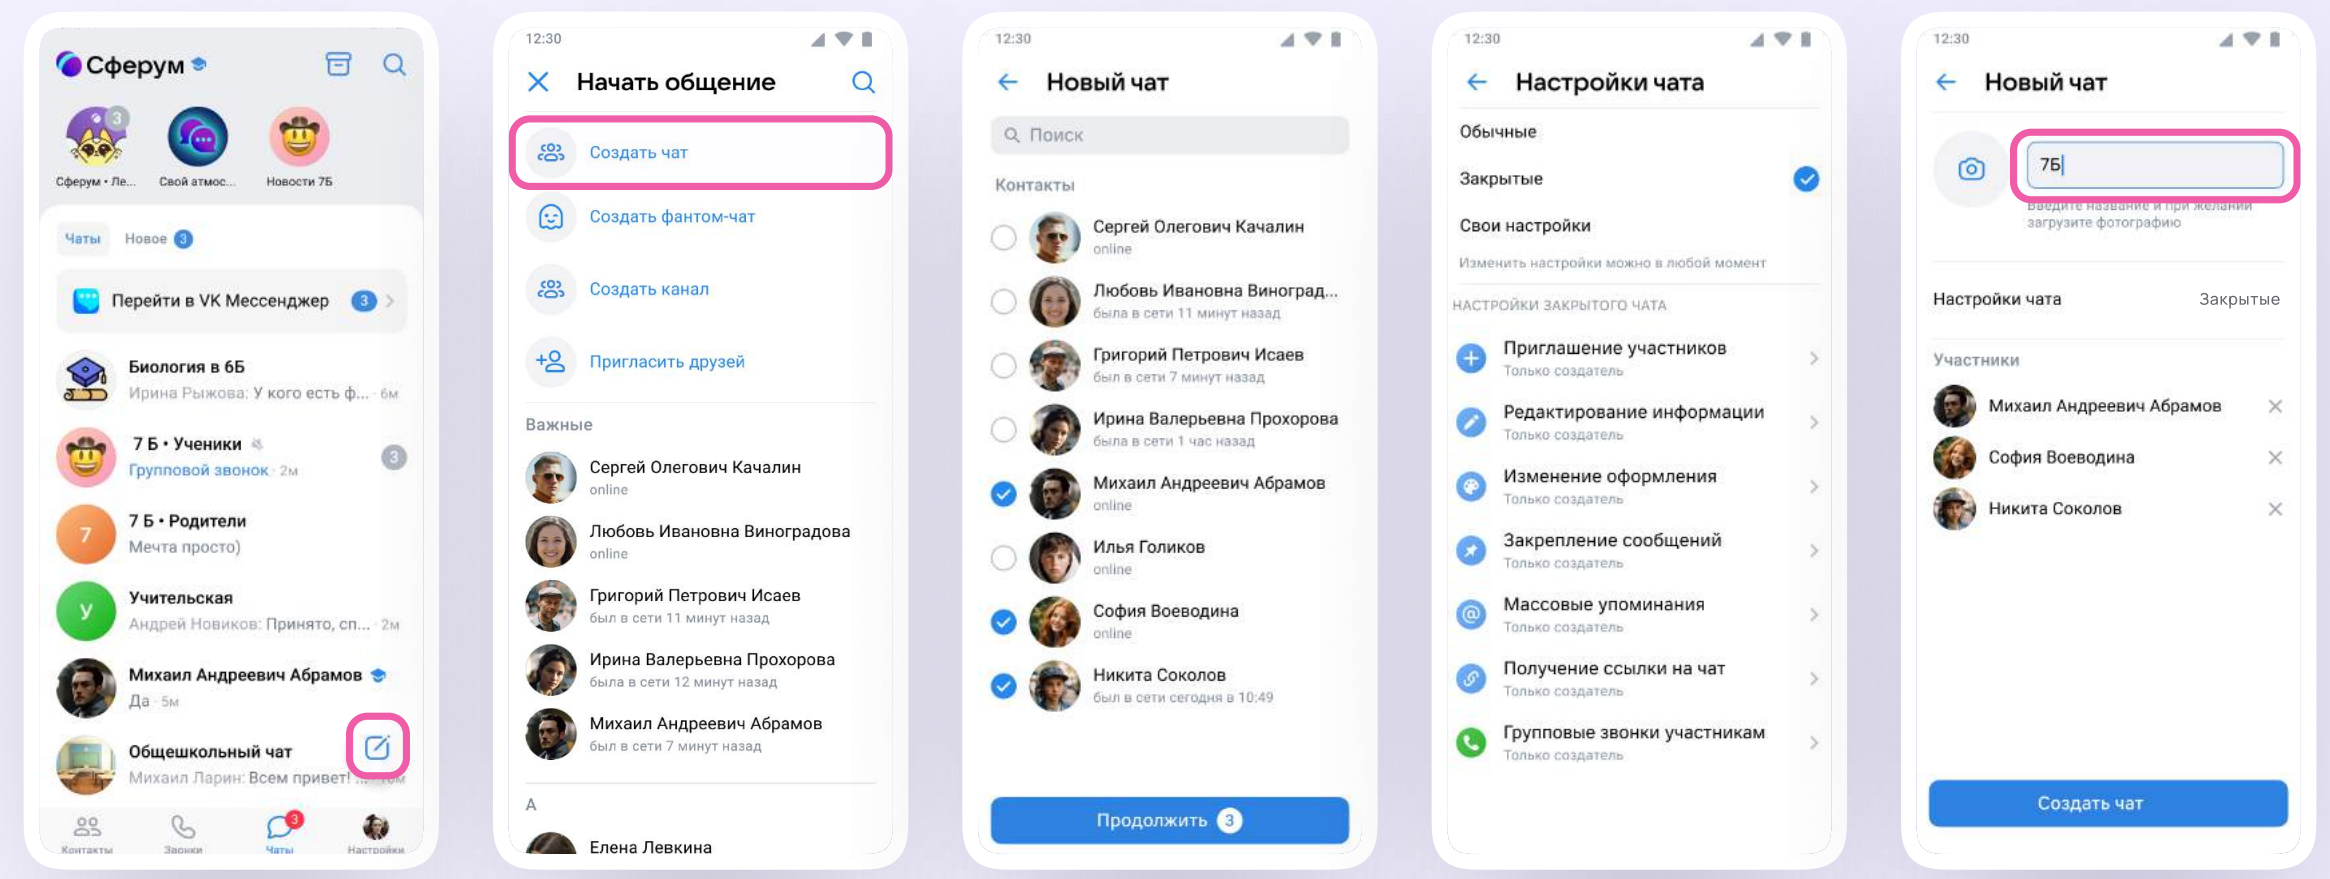 Сферум
3
Сферум • Ле...
Свой атмос...
Новости 7Б
Чаты
Новое 3
Перейти в VK Мессенджер 3
Биология в 6Б
Ирина Рыжова: У кого есть ф... · 6м
7 Б • Ученики
Групповой звонок · 2м
3
7
7 Б • Родители
Мечта просто)
У
Учительская
Андрей Новиков: Принято, сп... · 2м
Михаил Андреевич Абрамов
Да · 5м
Общешкольный чат
Михаил Ларин: Всем привет! ...
3
Контакты
Звонки
Чаты
Настройки
12:30
Начать общение
Создать чат
Создать фантом-чат
Создать канал
Пригласить друзей
Важные
Сергей Олегович Качалин
online
Любовь Ивановна Виноградова
online
Григорий Петрович Исаев
был в сети 11 минут назад
Ирина Валерьевна Прохорова
была в сети 12 минут назад
Михаил Андреевич Абрамов
был в сети 7 минут назад
А
Елена Левкина
12:30
Новый чат
Поиск
Контакты
Сергей Олегович Качалин
online
Любовь Ивановна Виноград...
была в сети 11 минут назад
Григорий Петрович Исаев
был в сети 7 минут назад
Ирина Валерьевна Прохорова
была в сети 1 час назад
Михаил Андреевич Абрамов
online
Илья Голиков
online
София Воеводина
online
Никита Соколов
был в сети сегодня в 10:49
Продолжить 3
12:30
Настройки чата
Обычные
Закрытые
Свои настройки
Изменить настройки можно в любой момент
НАСТРОЙКИ ЗАКРЫТОГО ЧАТА
Приглашение участников
Только создатель
Редактирование информации
Только создатель
Изменение оформления
Только создатель
Закрепление сообщений
Только создатель
Массовые упоминания
Только создатель
Получение ссылки на чат
Только создатель
Групповые звонки участникам
Только создатель
12:30
Новый чат
7Б
Введите название и при желании
загрузите фотографию
Настройки чата
Закрытые
Участники
Михаил Андреевич Абрамов
София Воеводина
Никита Соколов
Создать чат